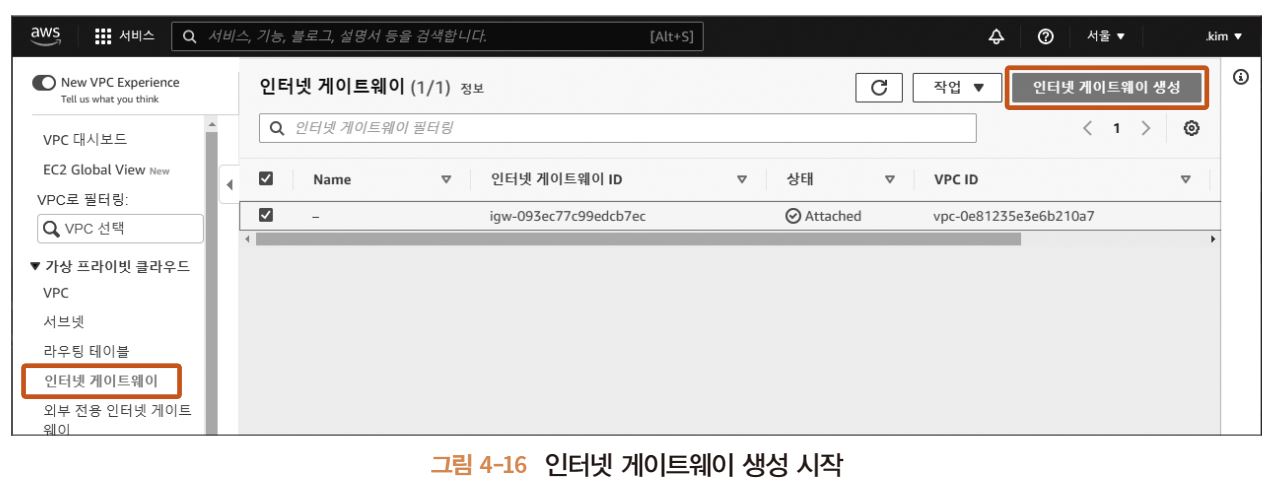 aws
서비스
서비스, 기능, 블로그, 설명서 등을 검색합니다.
[Alt+S]
서울 ▼
.kim ▼
New VPC Experience
Tell us what you think
VPC 대시보드
EC2 Global View New
VPC로 필터링:
VPC 선택
▼ 가상 프라이빗 클라우드
VPC
서브넷
라우팅 테이블
인터넷 게이트웨이
외부 전용 인터넷 게이트
웨이
인터넷 게이트웨이 (1/1) 정보
작업 ▼
인터넷 게이트웨이 생성
인터넷 게이트웨이 필터링
< 1 >
Name
인터넷 게이트웨이 ID
상태
VPC ID
–
igw-093ec77c99edcb7ec
Attached
vpc-0e81235e3e6b210a7
그림 4-16 인터넷 게이트웨이 생성 시작